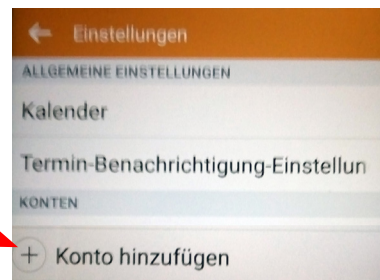 Einstellungen
ALLGEMEINE EINSTELLUNGEN
Kalender
Termin-Benachrichtigung-Einstellun
KONTEN
Konto hinzufügen